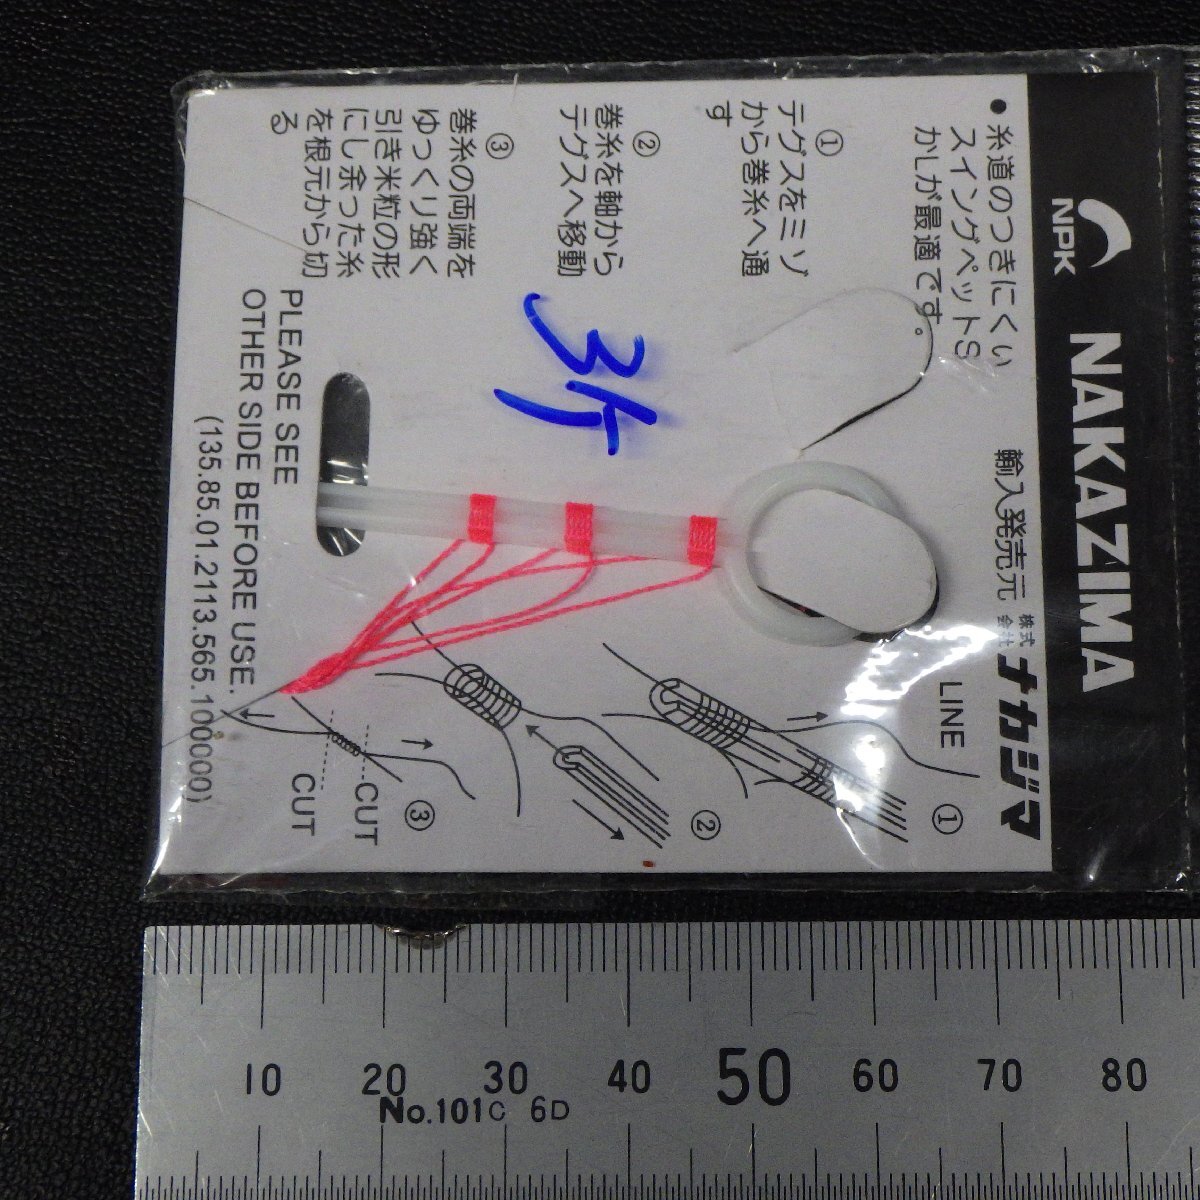 NPK
NAKAZIMA
輸入発売元 株式会社 ナカジマ
●糸道のつきにくい
スイングペットS
かしが最適です。
LINE
①
テグスをミゾ
から巻糸へ通
す
①
②
巻糸を軸から
テグスへ移動
②
③
巻糸の両端を
ゆっくり強く
引き米粒の形
にし余った糸
を根元から切
る
③
CUT
CUT
PLEASE SEE
OTHER SIDE BEFORE USE.
(135.85.01.2113.565.100000)
10 20 30 40 50 60 70 80
No.101C 6D